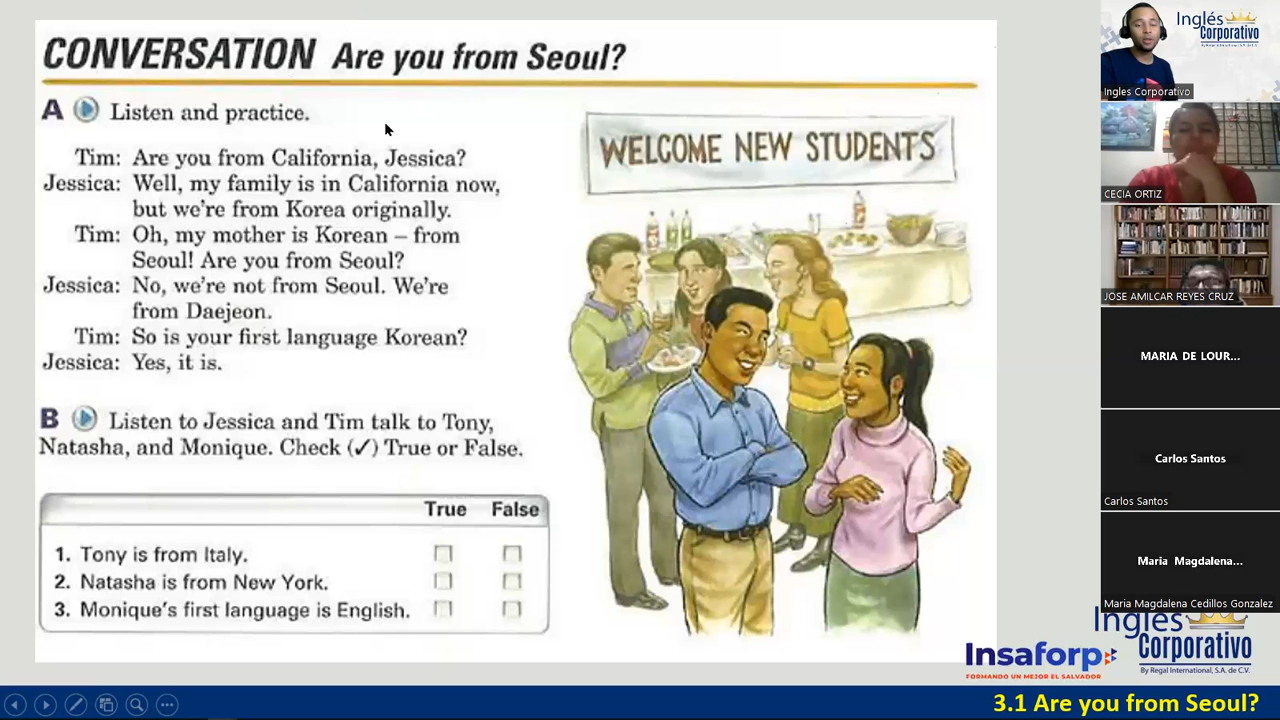 CONVERSATION Are you from Seoul?
A Listen and practice.
Tim: Are you from California, Jessica?
Jessica: Well, my family is in California now,
but we're from Korea originally.
Tim: Oh, my mother is Korean – from
Seoul! Are you from Seoul?
Jessica: No, we're not from Seoul. We're
from Daejeon.
Tim: So is your first language Korean?
Jessica: Yes, it is.
B Listen to Jessica and Tim talk to Tony,
Natasha, and Monique. Check (✓) True or False.
True False
1. Tony is from Italy.
2. Natasha is from New York.
3. Monique's first language is English.
WELCOME NEW STUDENTS
Inglés
Corporativo
By Regal International, S.A. de C.V.
Ingles Corporativo
CECIA ORTIZ
JOSE AMILCAR REYES CRUZ
MARIA DE LOUR...
Carlos Santos
Carlos Santos
Maria Magdalena...
Maria Magdalena Cedillos Gonzalez
Insaforp
FORMANDO UN MEJOR EL SALVADOR
Inglés
Corporativo
By Regal International, S.A. de C.V.
3.1 Are you from Seoul?